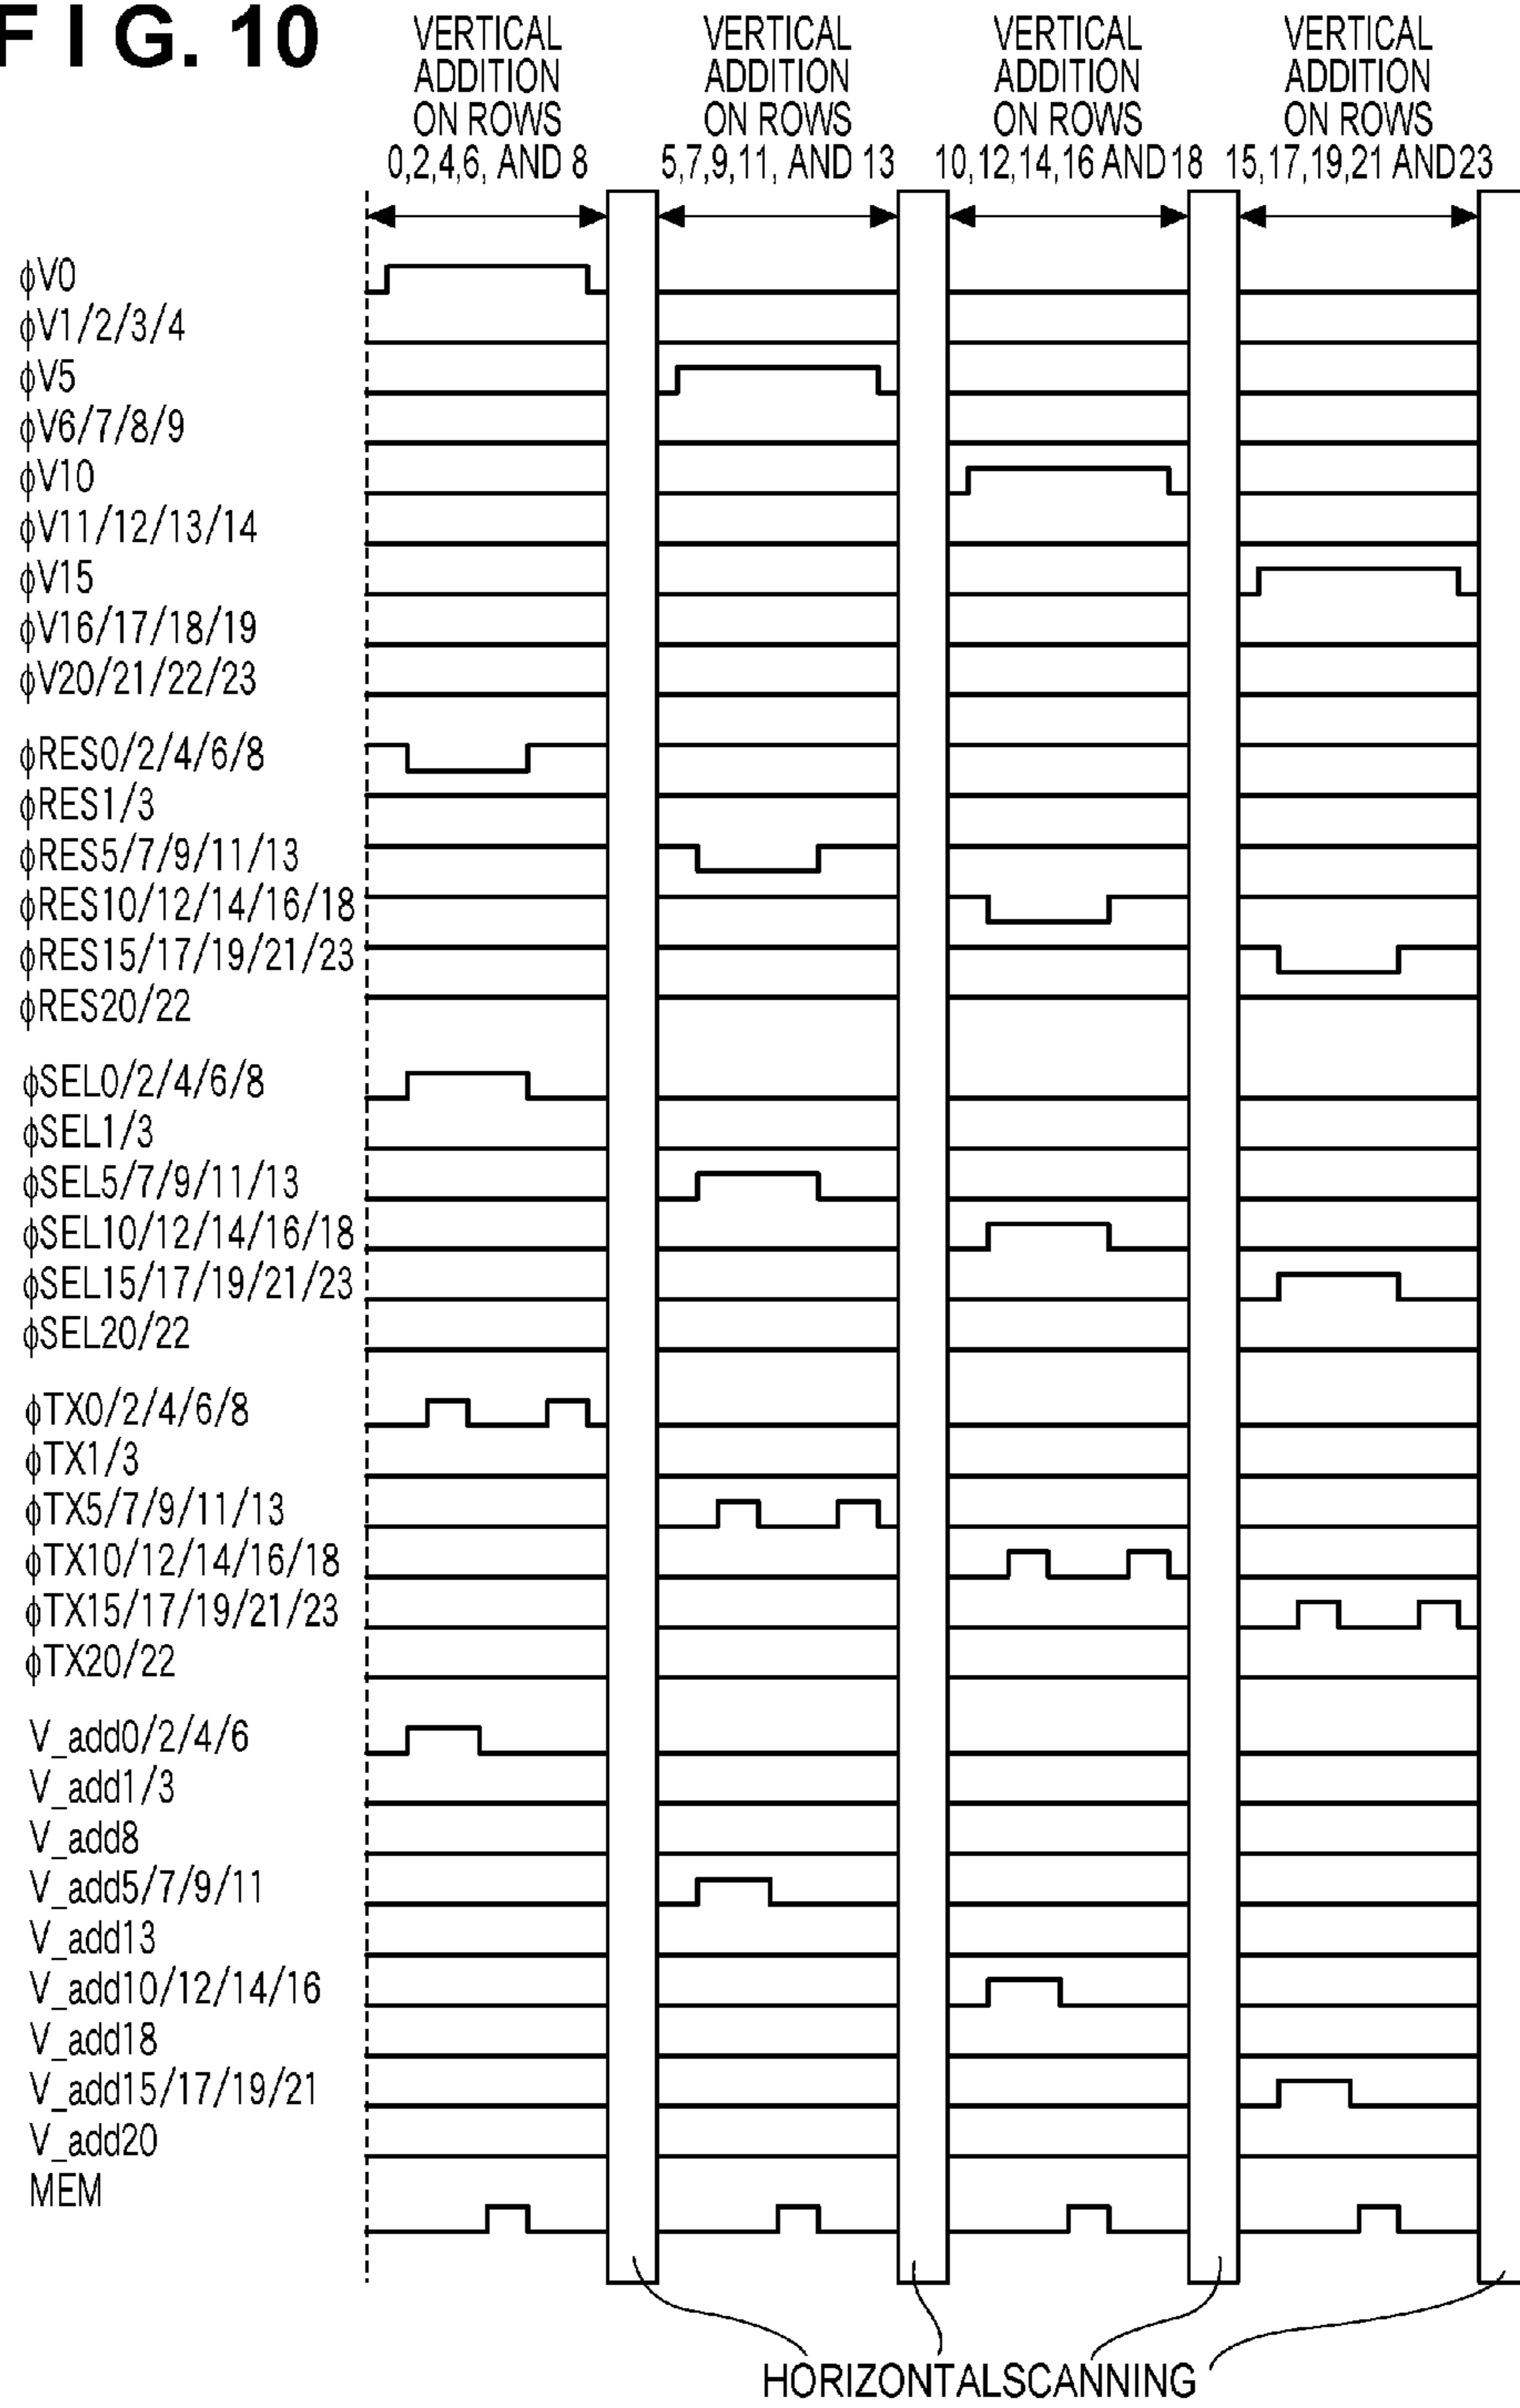 FIG. 10
VERTICAL
ADDITION
ON ROWS
0,2,4,6, AND 8
VERTICAL
ADDITION
ON ROWS
5,7,9,11, AND 13
VERTICAL
ADDITION
ON ROWS
10,12,14,16 AND 18
VERTICAL
ADDITION
ON ROWS
15,17,19,21 AND23
ϕV0
ϕV1/2/3/4
ϕV5
ϕV6/7/8/9
ϕV10
ϕV11/12/13/14
ϕV15
ϕV16/17/18/19
ϕV20/21/22/23
ϕRES0/2/4/6/8
ϕRES1/3
ϕRES5/7/9/11/13
ϕRES10/12/14/16/18
ϕRES15/17/19/21/23
ϕRES20/22
ϕSEL0/2/4/6/8
ϕSEL1/3
ϕSEL5/7/9/11/13
ϕSEL10/12/14/16/18
ϕSEL15/17/19/21/23
ϕSEL20/22
ϕTX0/2/4/6/8
ϕTX1/3
ϕTX5/7/9/11/13
ϕTX10/12/14/16/18
ϕTX15/17/19/21/23
ϕTX20/22
V_add0/2/4/6
V_add1/3
V_add8
V_add5/7/9/11
V_add13
V_add10/12/14/16
V_add18
V_add15/17/19/21
V_add20
MEM
HORIZONTALSCANNING